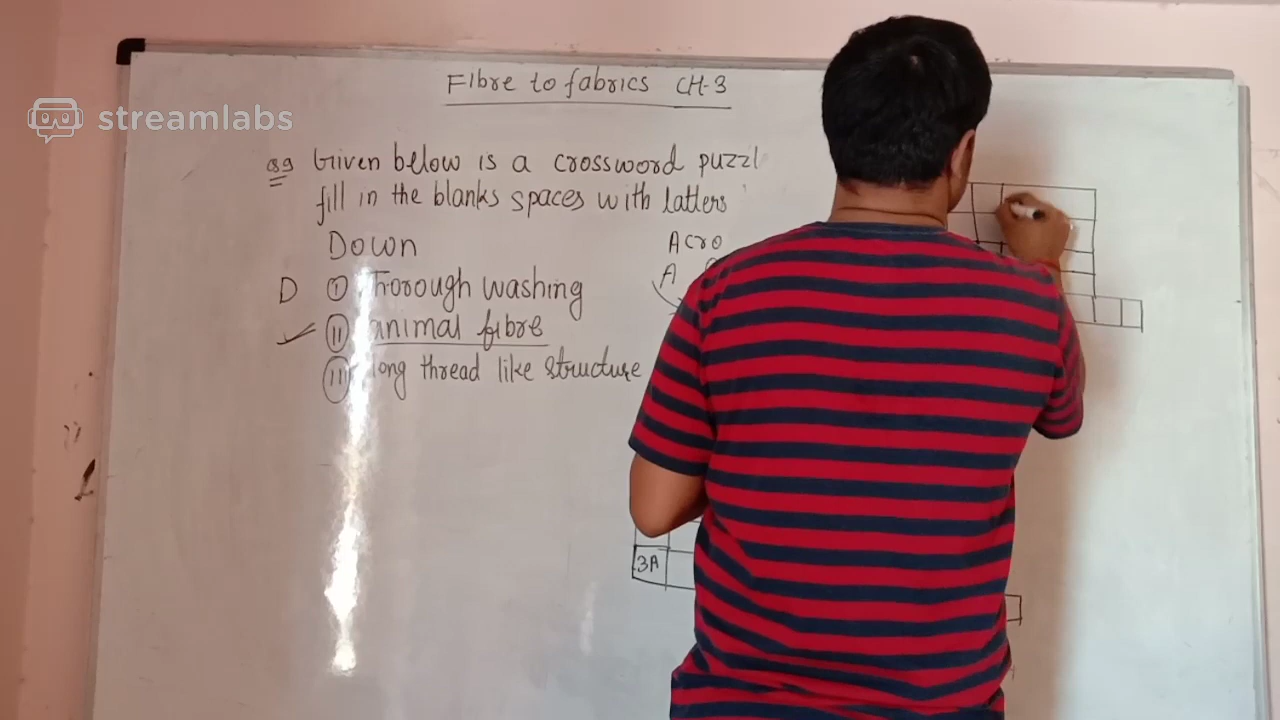 streamlabs
Fibre to fabrics CH-3
Q9 Given below is a crossword puzzl
fill in the blanks spaces with latters
Down
Acro
D (I) Thorough washing
A
(II) animal fibre
(III) long thread like structure
3A